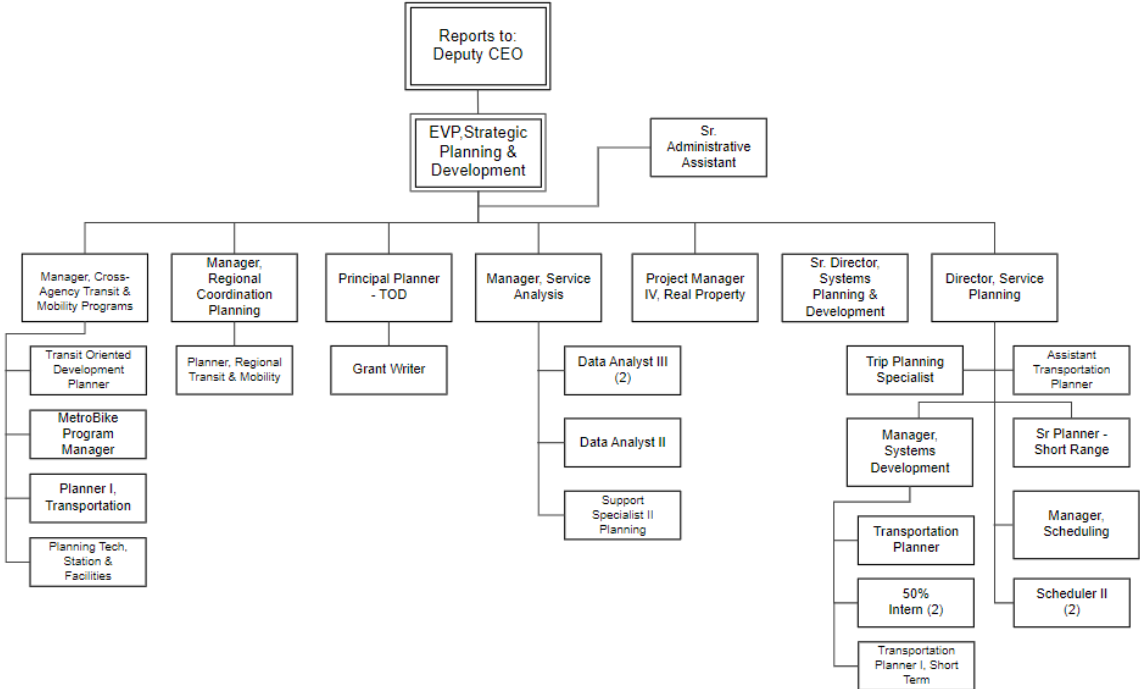 Reports to:
Deputy CEO
EVP,Strategic
Planning &
Development
Sr.
Administrative
Assistant
Manager, Cross-
Agency Transit &
Mobility Programs
Manager,
Regional
Coordination
Planning
Principal Planner
- TOD
Manager, Service
Analysis
Project Manager
IV, Real Property
Sr. Director,
Systems
Planning &
Development
Director, Service
Planning
Transit Oriented
Development
Planner
MetroBike
Program
Manager
Planner I,
Transportation
Planning Tech,
Station &
Facilities
Planner, Regional
Transit & Mobility
Grant Writer
Data Analyst III
(2)
Data Analyst II
Support
Specialist II
Planning
Trip Planning
Specialist
Assistant
Transportation
Planner
Manager,
Systems
Development
Sr Planner -
Short Range
Transportation
Planner
Manager,
Scheduling
50%
Intern (2)
Scheduler II
(2)
Transportation
Planner I, Short
Term